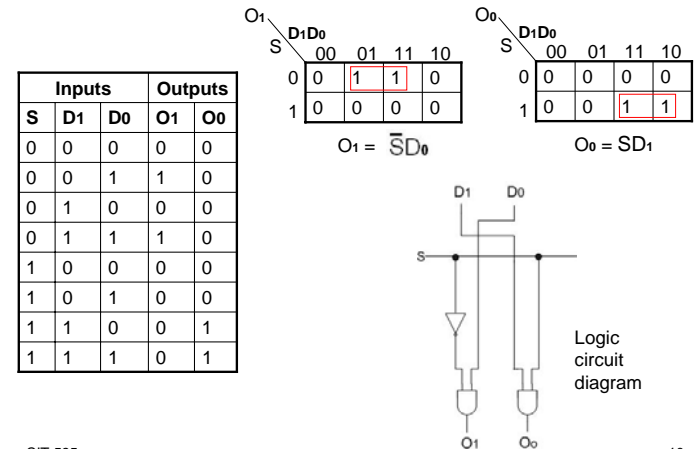 Inputs Outputs
S D1 D0 O1 O0
0 0 0 0 0
0 0 1 1 0
0 1 0 0 0
0 1 1 1 0
1 0 0 0 0
1 0 1 0 0
1 1 0 0 1
1 1 1 0 1
O1
S D1D0
00 01 11 10
0 0 1 1 0
1 0 0 0 0
O1 = S̅D0
O0
S D1D0
00 01 11 10
0 0 0 0 0
1 0 0 1 1
O0 = SD1
D1 D0
S
Logic
circuit
diagram
O1 Oo